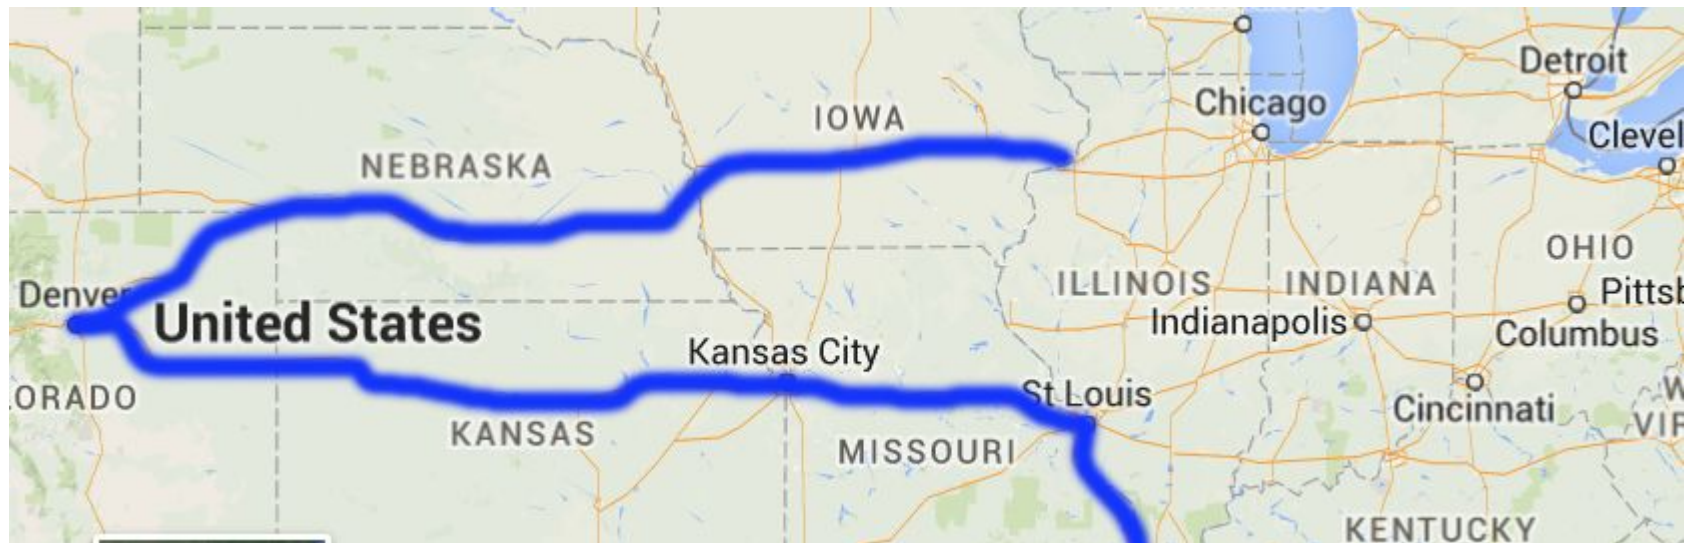 Detroit
Chicago
IOWA
Clevel
NEBRASKA
OHIO
ILLINOIS
INDIANA
Denver
Pittsb
United States
Indianapolis
Columbus
Kansas City
St Louis
ORADO
Cincinnati
W
VIR
KANSAS
MISSOURI
KENTUCKY